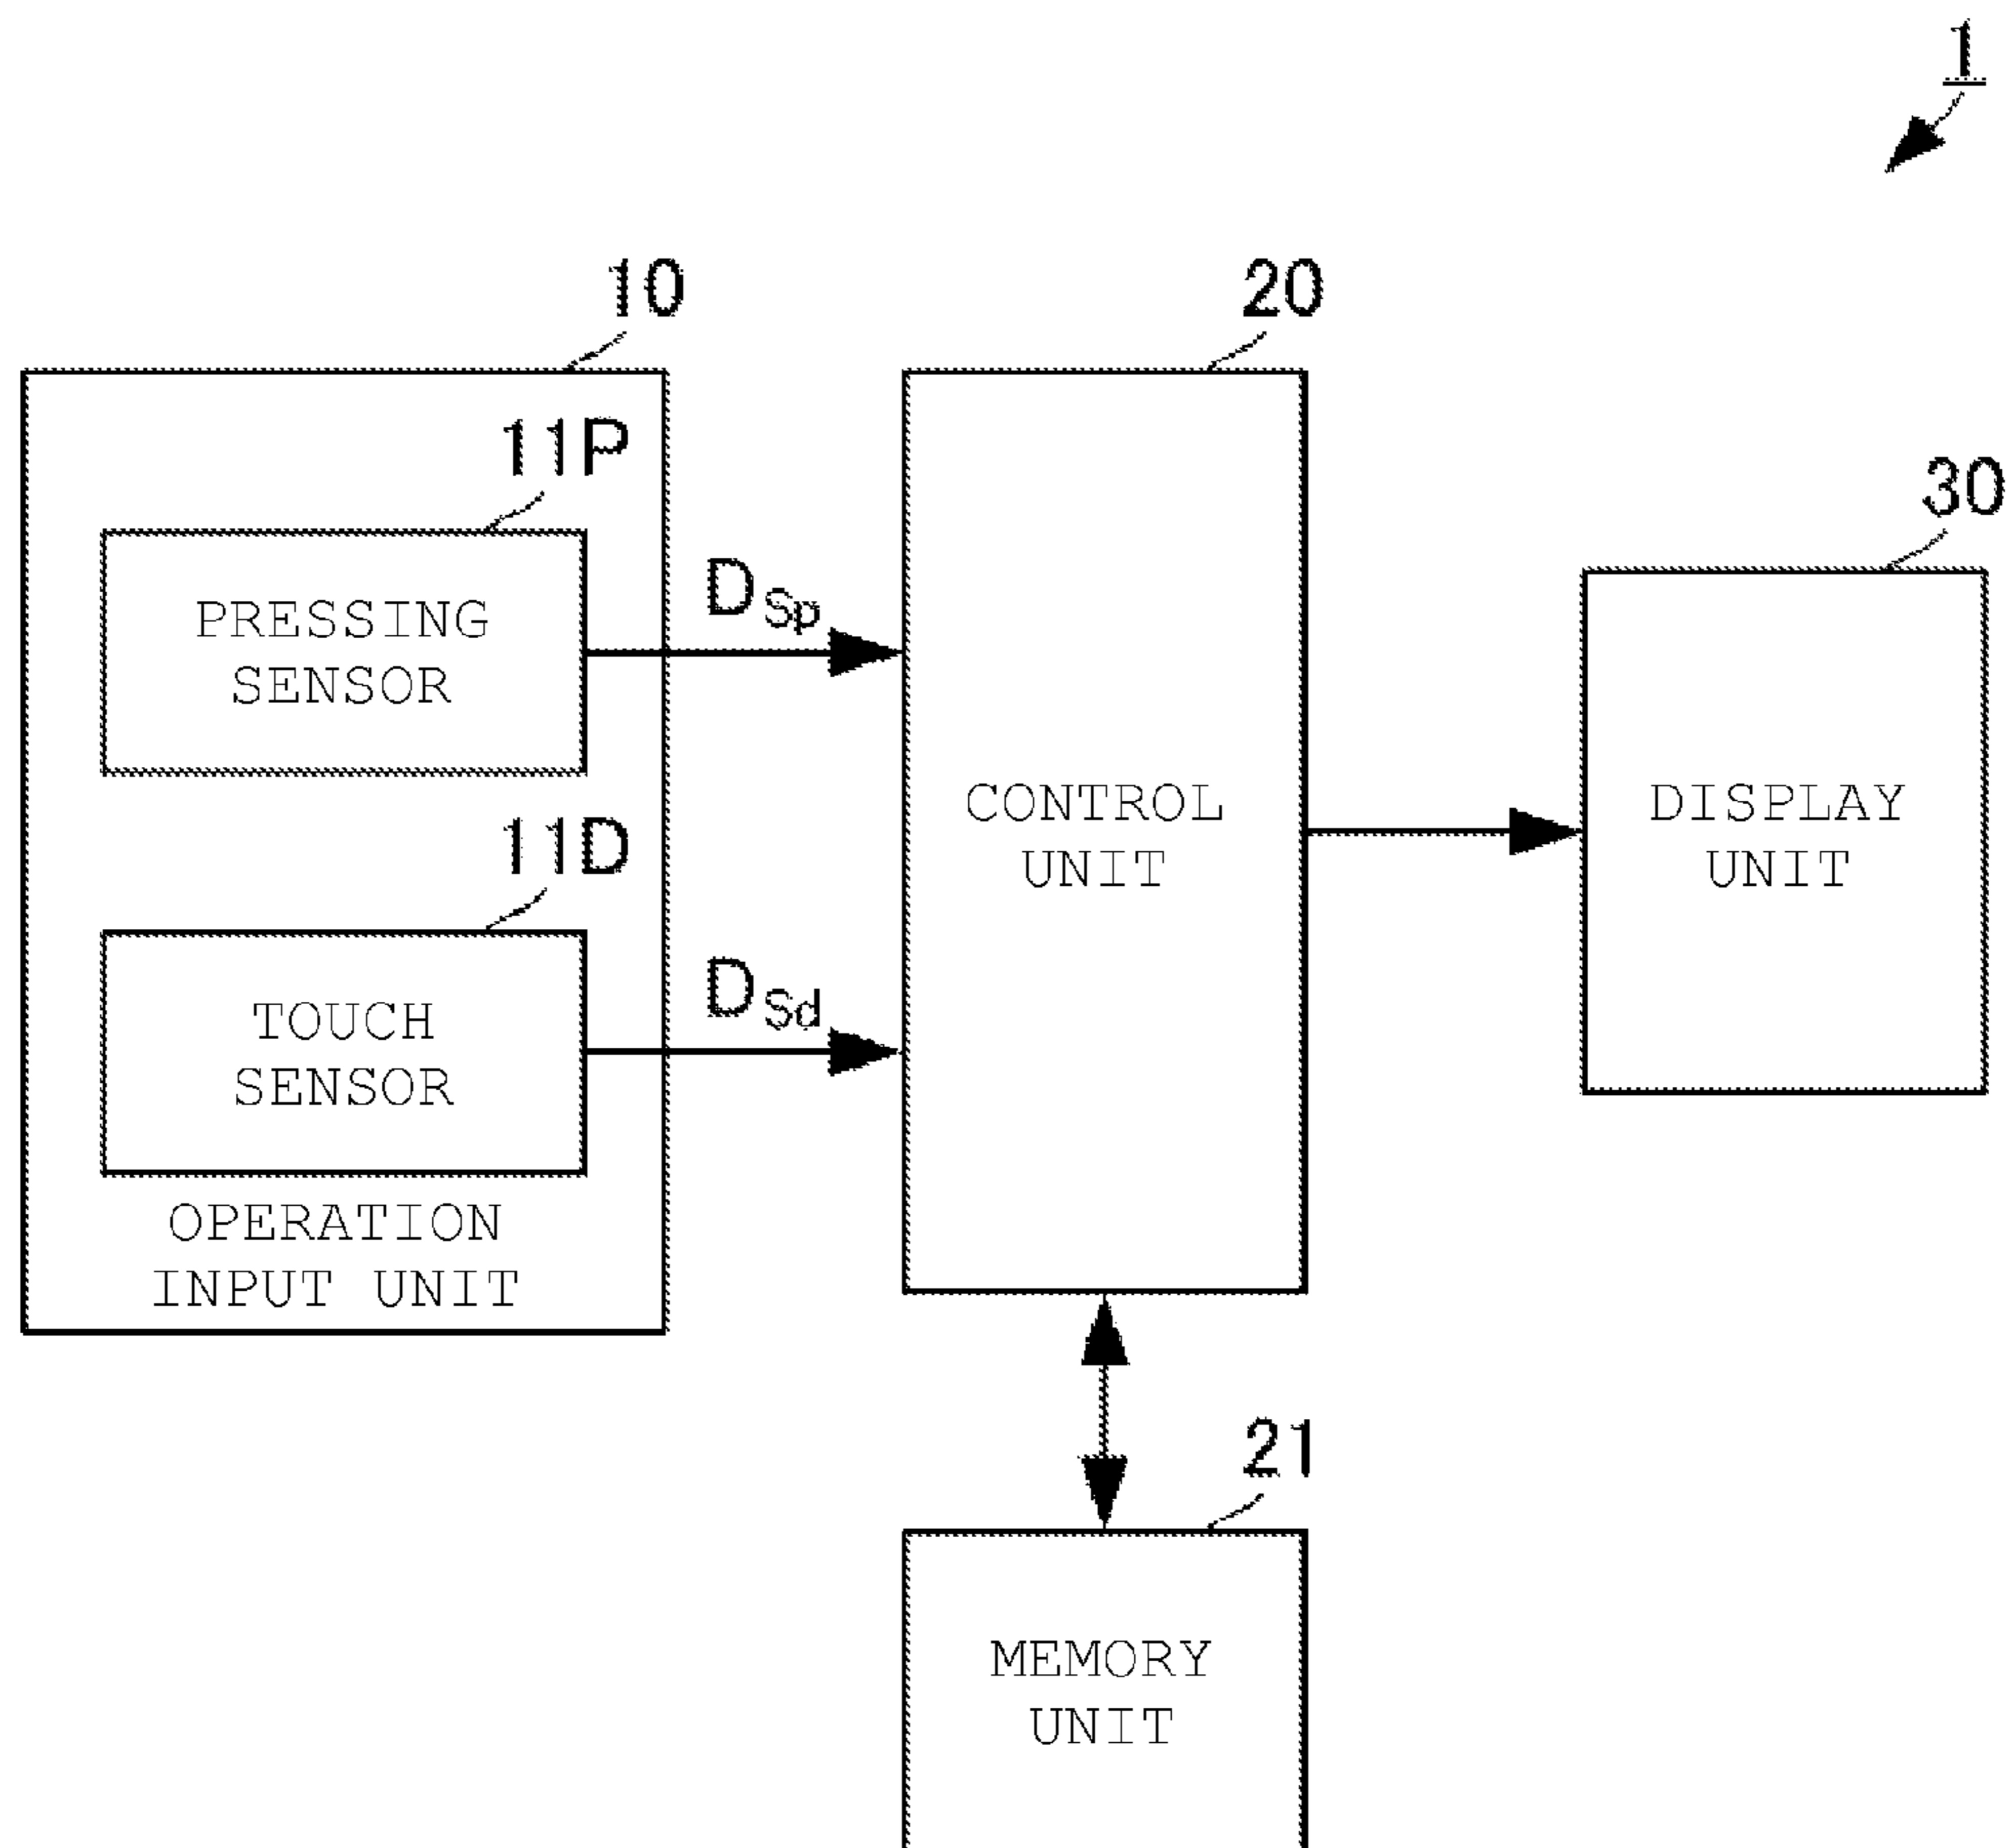 1
10
20
11P
30
PRESSING
SENSOR
DSp
CONTROL
UNIT
DISPLAY
UNIT
11D
TOUCH
SENSOR
DSd
OPERATION
INPUT UNIT
21
MEMORY
UNIT